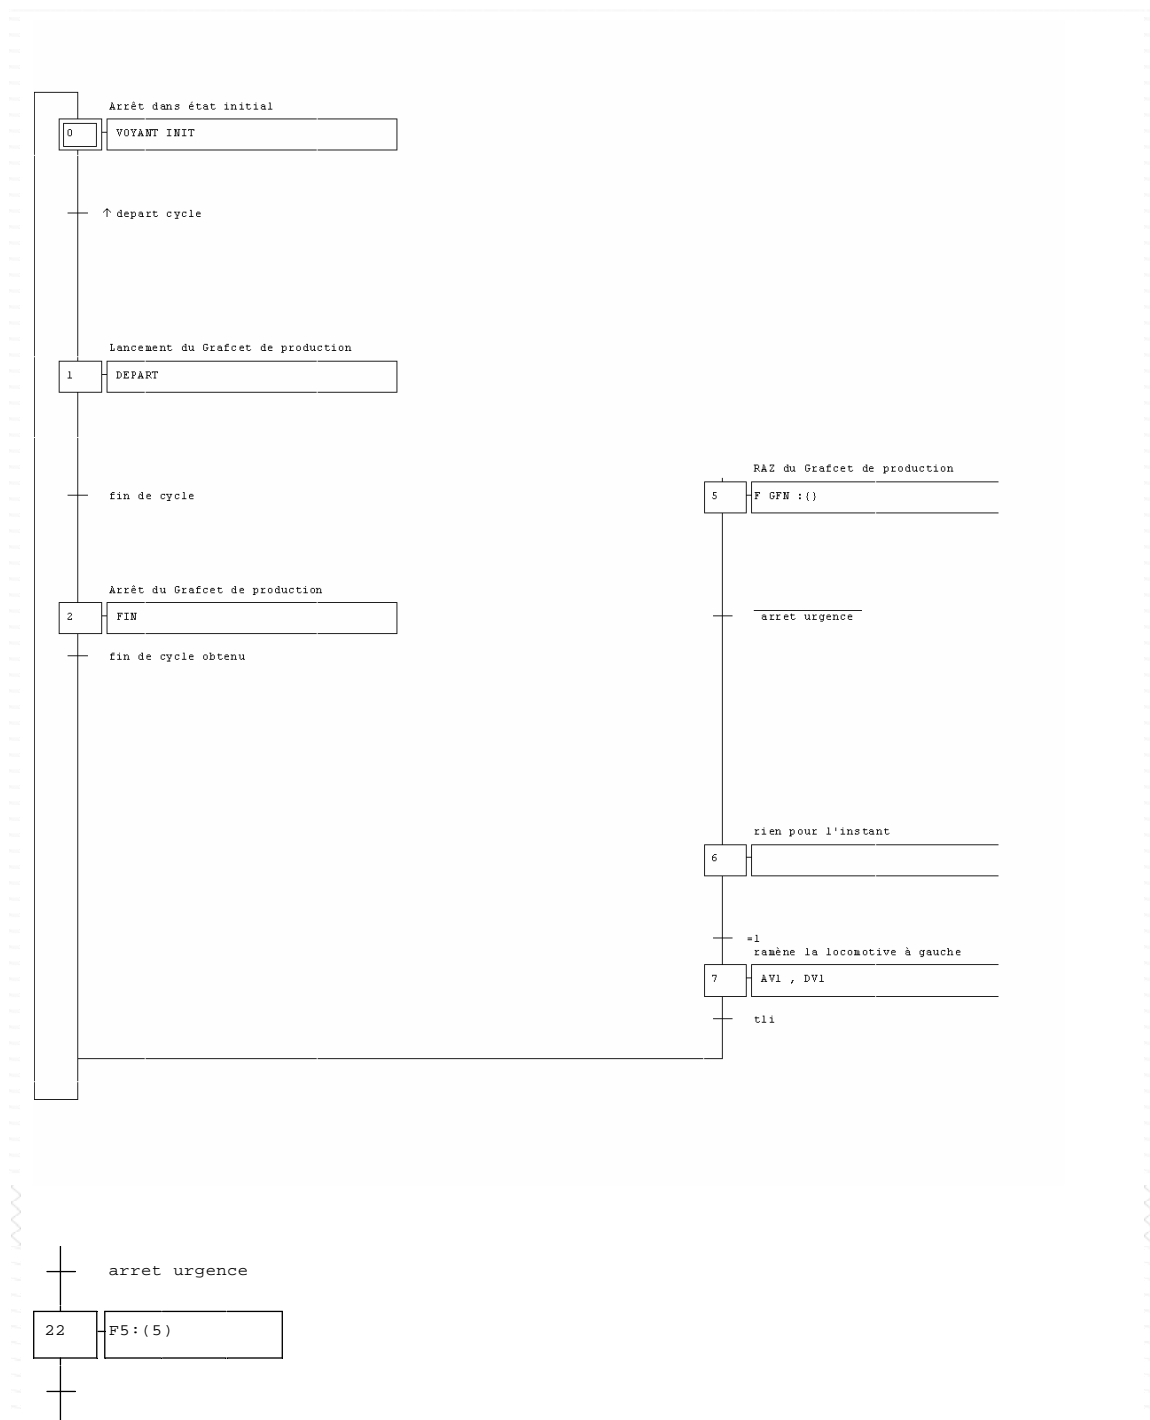 Arrêt dans état initial
0 VOYANT INIT
↑ depart cycle
Lancement du Grafcet de production
1 DEPART
fin de cycle
Arrêt du Grafcet de production
2 FIN
fin de cycle obtenu
RAZ du Grafcet de production
5 F GFN :()
arret urgence
rien pour l'instant
6
=1
ramène la locomotive à gauche
7 AV1 , DV1
tli
arret urgence
22 F5:(5)